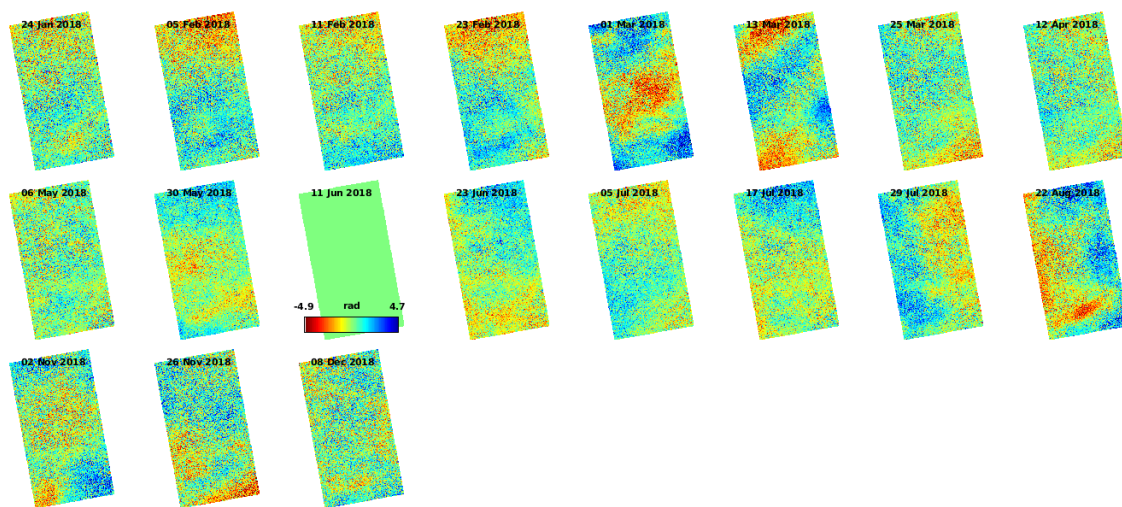 24 Jan 2018
05 Feb 2018
11 Feb 2018
23 Feb 2018
01 Mar 2018
13 Mar 2018
25 Mar 2018
12 Apr 2018
06 May 2018
30 May 2018
11 Jun 2018
23 Jun 2018
05 Jul 2018
17 Jul 2018
29 Jul 2018
22 Aug 2018
-4.9 rad 4.7
02 Nov 2018
26 Nov 2018
08 Dec 2018